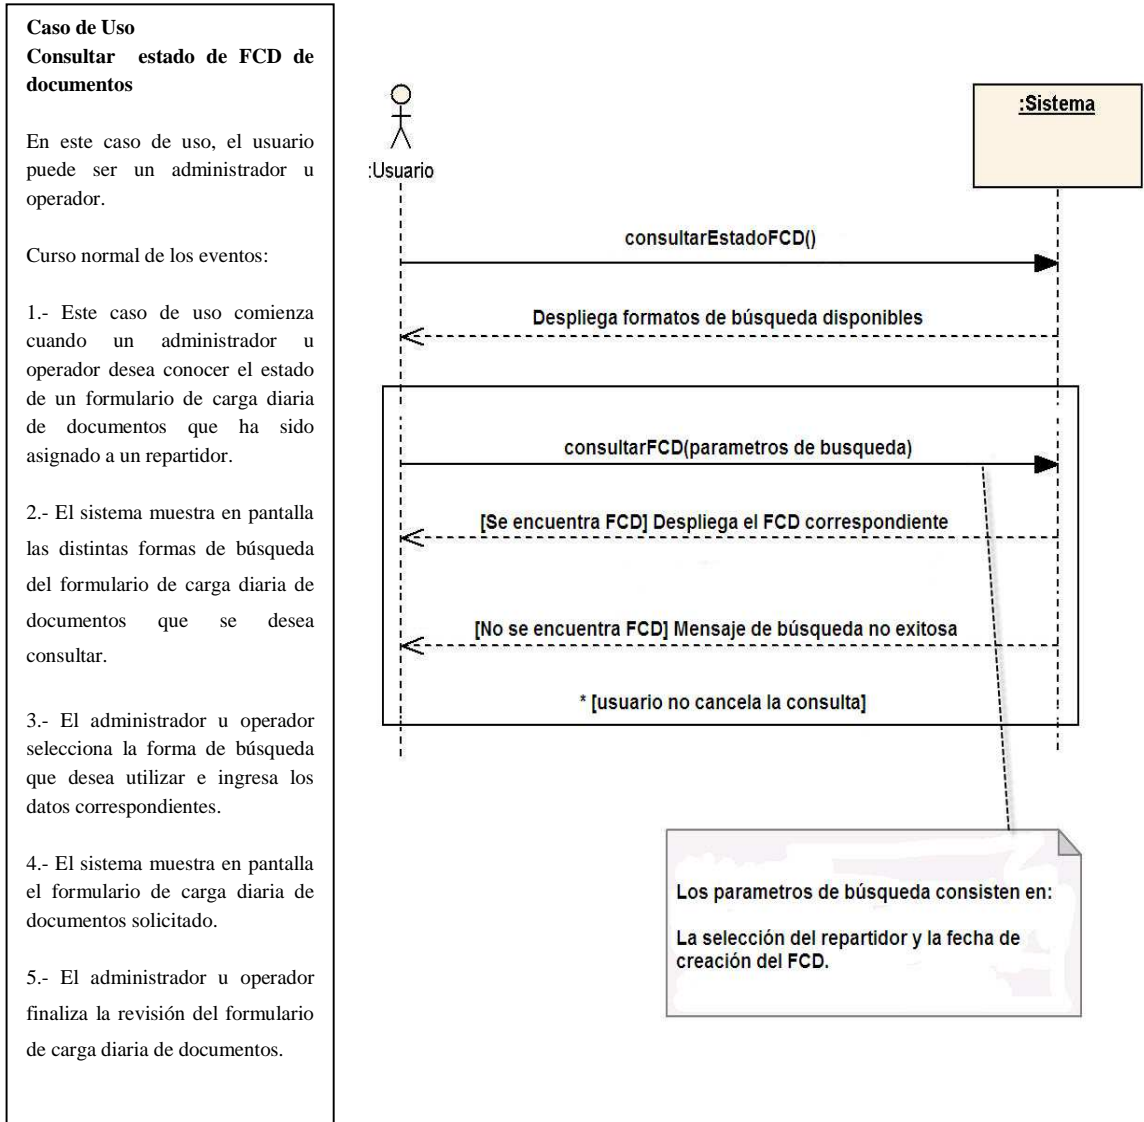 Caso de Uso
Consultar estado de FCD de
documentos
En este caso de uso, el usuario
puede ser un administrador u
operador.
Curso normal de los eventos:
1.- Este caso de uso comienza
cuando un administrador u
operador desea conocer el estado
de un formulario de carga diaria
de documentos que ha sido
asignado a un repartidor.
2.- El sistema muestra en pantalla
las distintas formas de búsqueda
del formulario de carga diaria de
documentos que se desea
consultar.
3.- El administrador u operador
selecciona la forma de búsqueda
que desea utilizar e ingresa los
datos correspondientes.
4.- El sistema muestra en pantalla
el formulario de carga diaria de
documentos solicitado.
5.- El administrador u operador
finaliza la revisión del formulario
de carga diaria de documentos.
:Usuario
:Sistema
consultarEstadoFCD()
Despliega formatos de búsqueda disponibles
consultarFCD(parametros de busqueda)
[Se encuentra FCD] Despliega el FCD correspondiente
[No se encuentra FCD] Mensaje de búsqueda no exitosa
* [usuario no cancela la consulta]
Los parametros de búsqueda consisten en:
La selección del repartidor y la fecha de
creación del FCD.